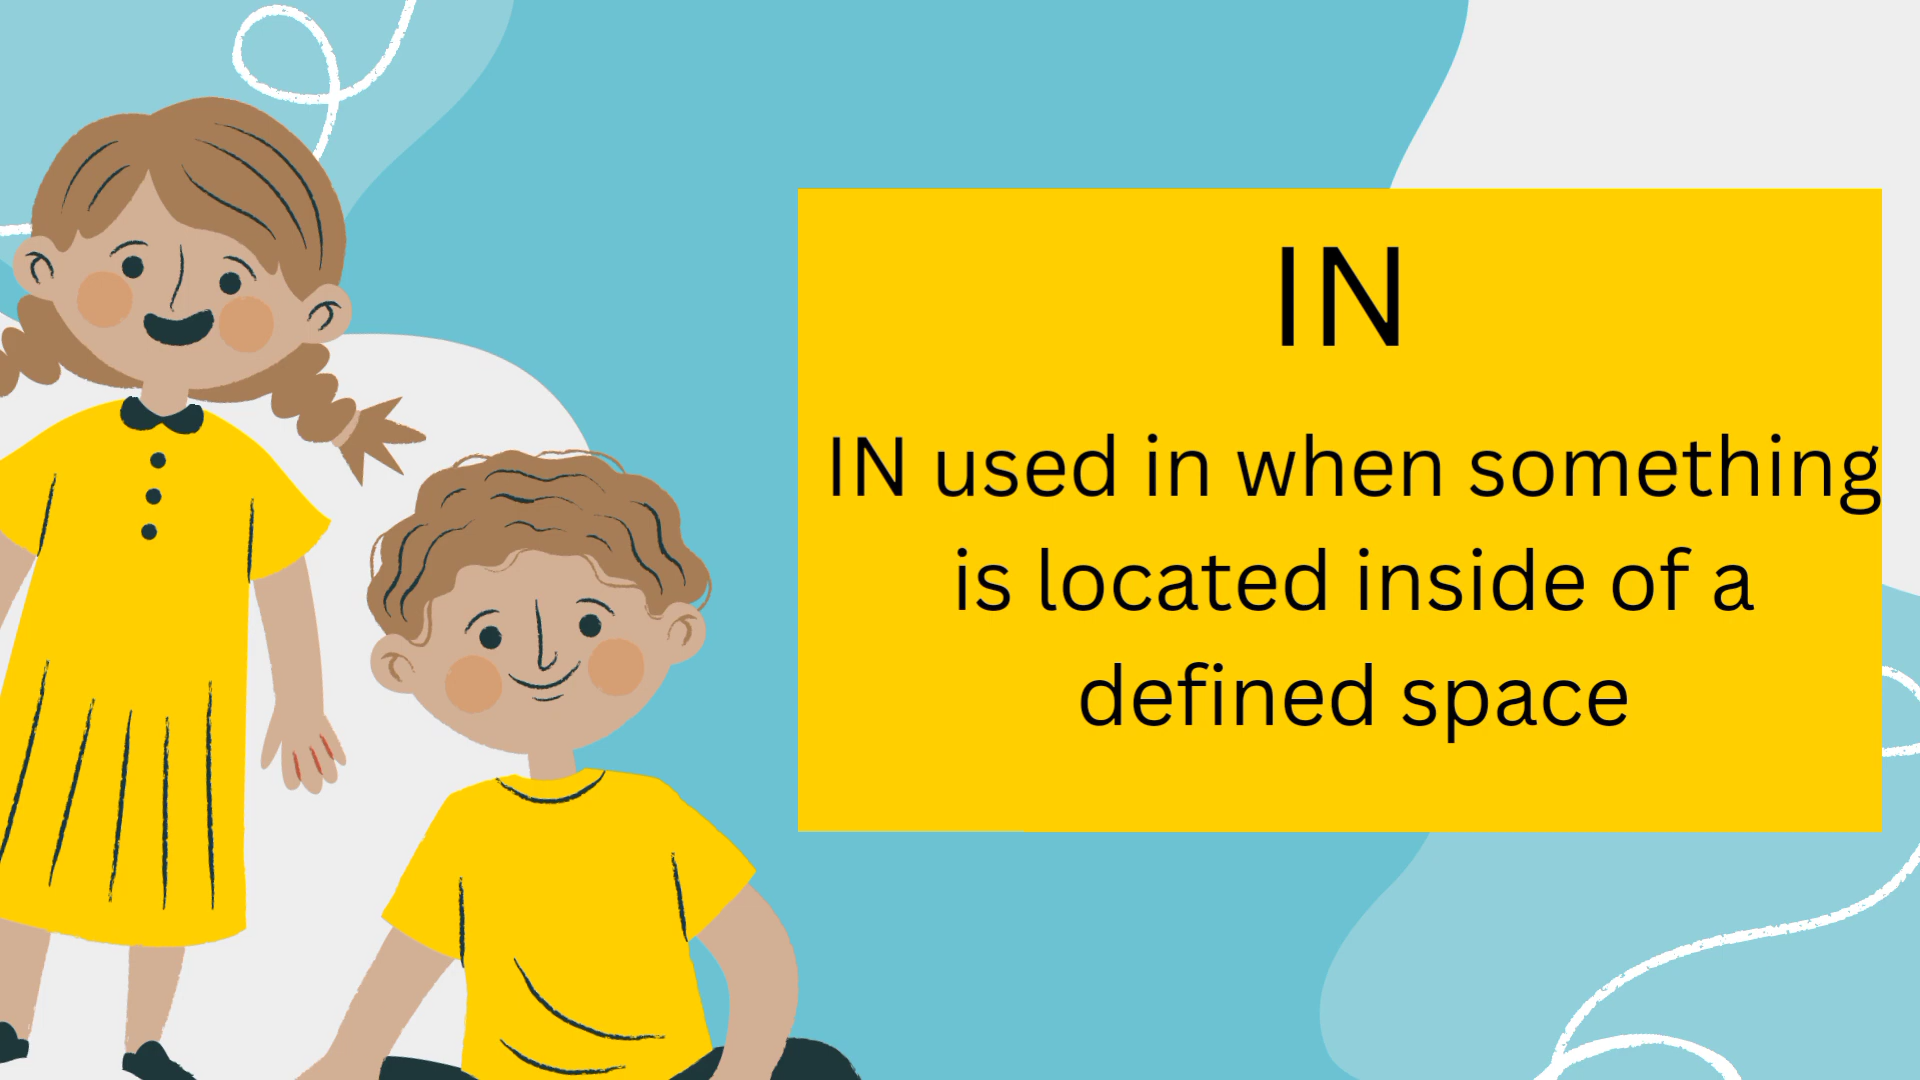 IN
IN used in when something
is located inside of a
defined space